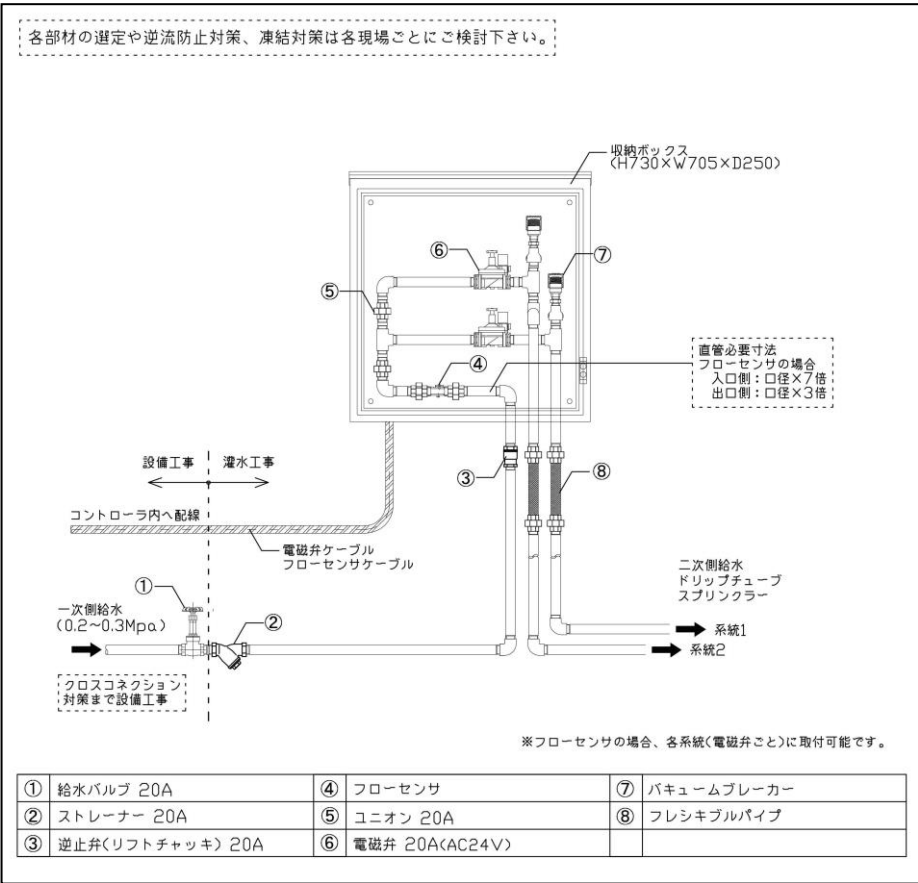 各部材の選定や逆流防止対策、凍結対策は各現場ごとにご検討下さい。
収納ボックス
(H730×W705×D250)
⑥
⑦
⑤
④
直管必要寸法
フローセンサの場合
入口側：口径×7倍
出口側：口径×3倍
設備工事
灌水工事
③
⑧
コントローラ内へ配線
電磁弁ケーブル
フローセンサケーブル
①
②
一次側給水
(0.2~0.3Mpa)
二次側給水
ドリップチューブ
スプリンクラー
系統1
系統2
クロスコネクション
対策まで設備工事
※フローセンサの場合、各系統(電磁弁ごと)に取付可能です。
① 給水バルブ 20A ④ フローセンサ ⑦ バキュームブレーカー
② ストレーナー 20A ⑤ ユニオン 20A ⑧ フレシキブルパイプ
③ 逆止弁(リフトチャッキ) 20A ⑥ 電磁弁 20A(AC24V)